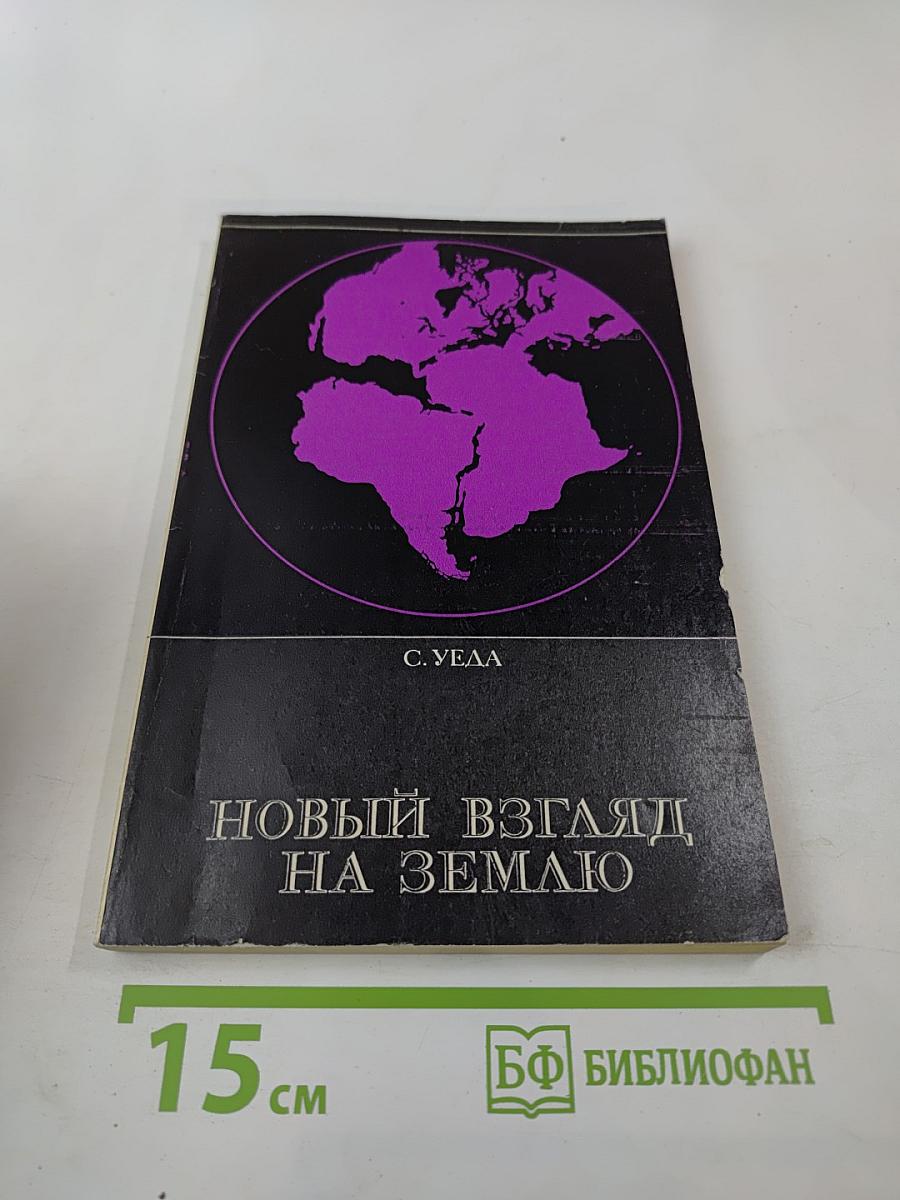 С. УЕДА
НОВЫЙ ВЗГЛЯД
НА ЗЕМЛЮ
15 см
БФ БИБЛИОФАН